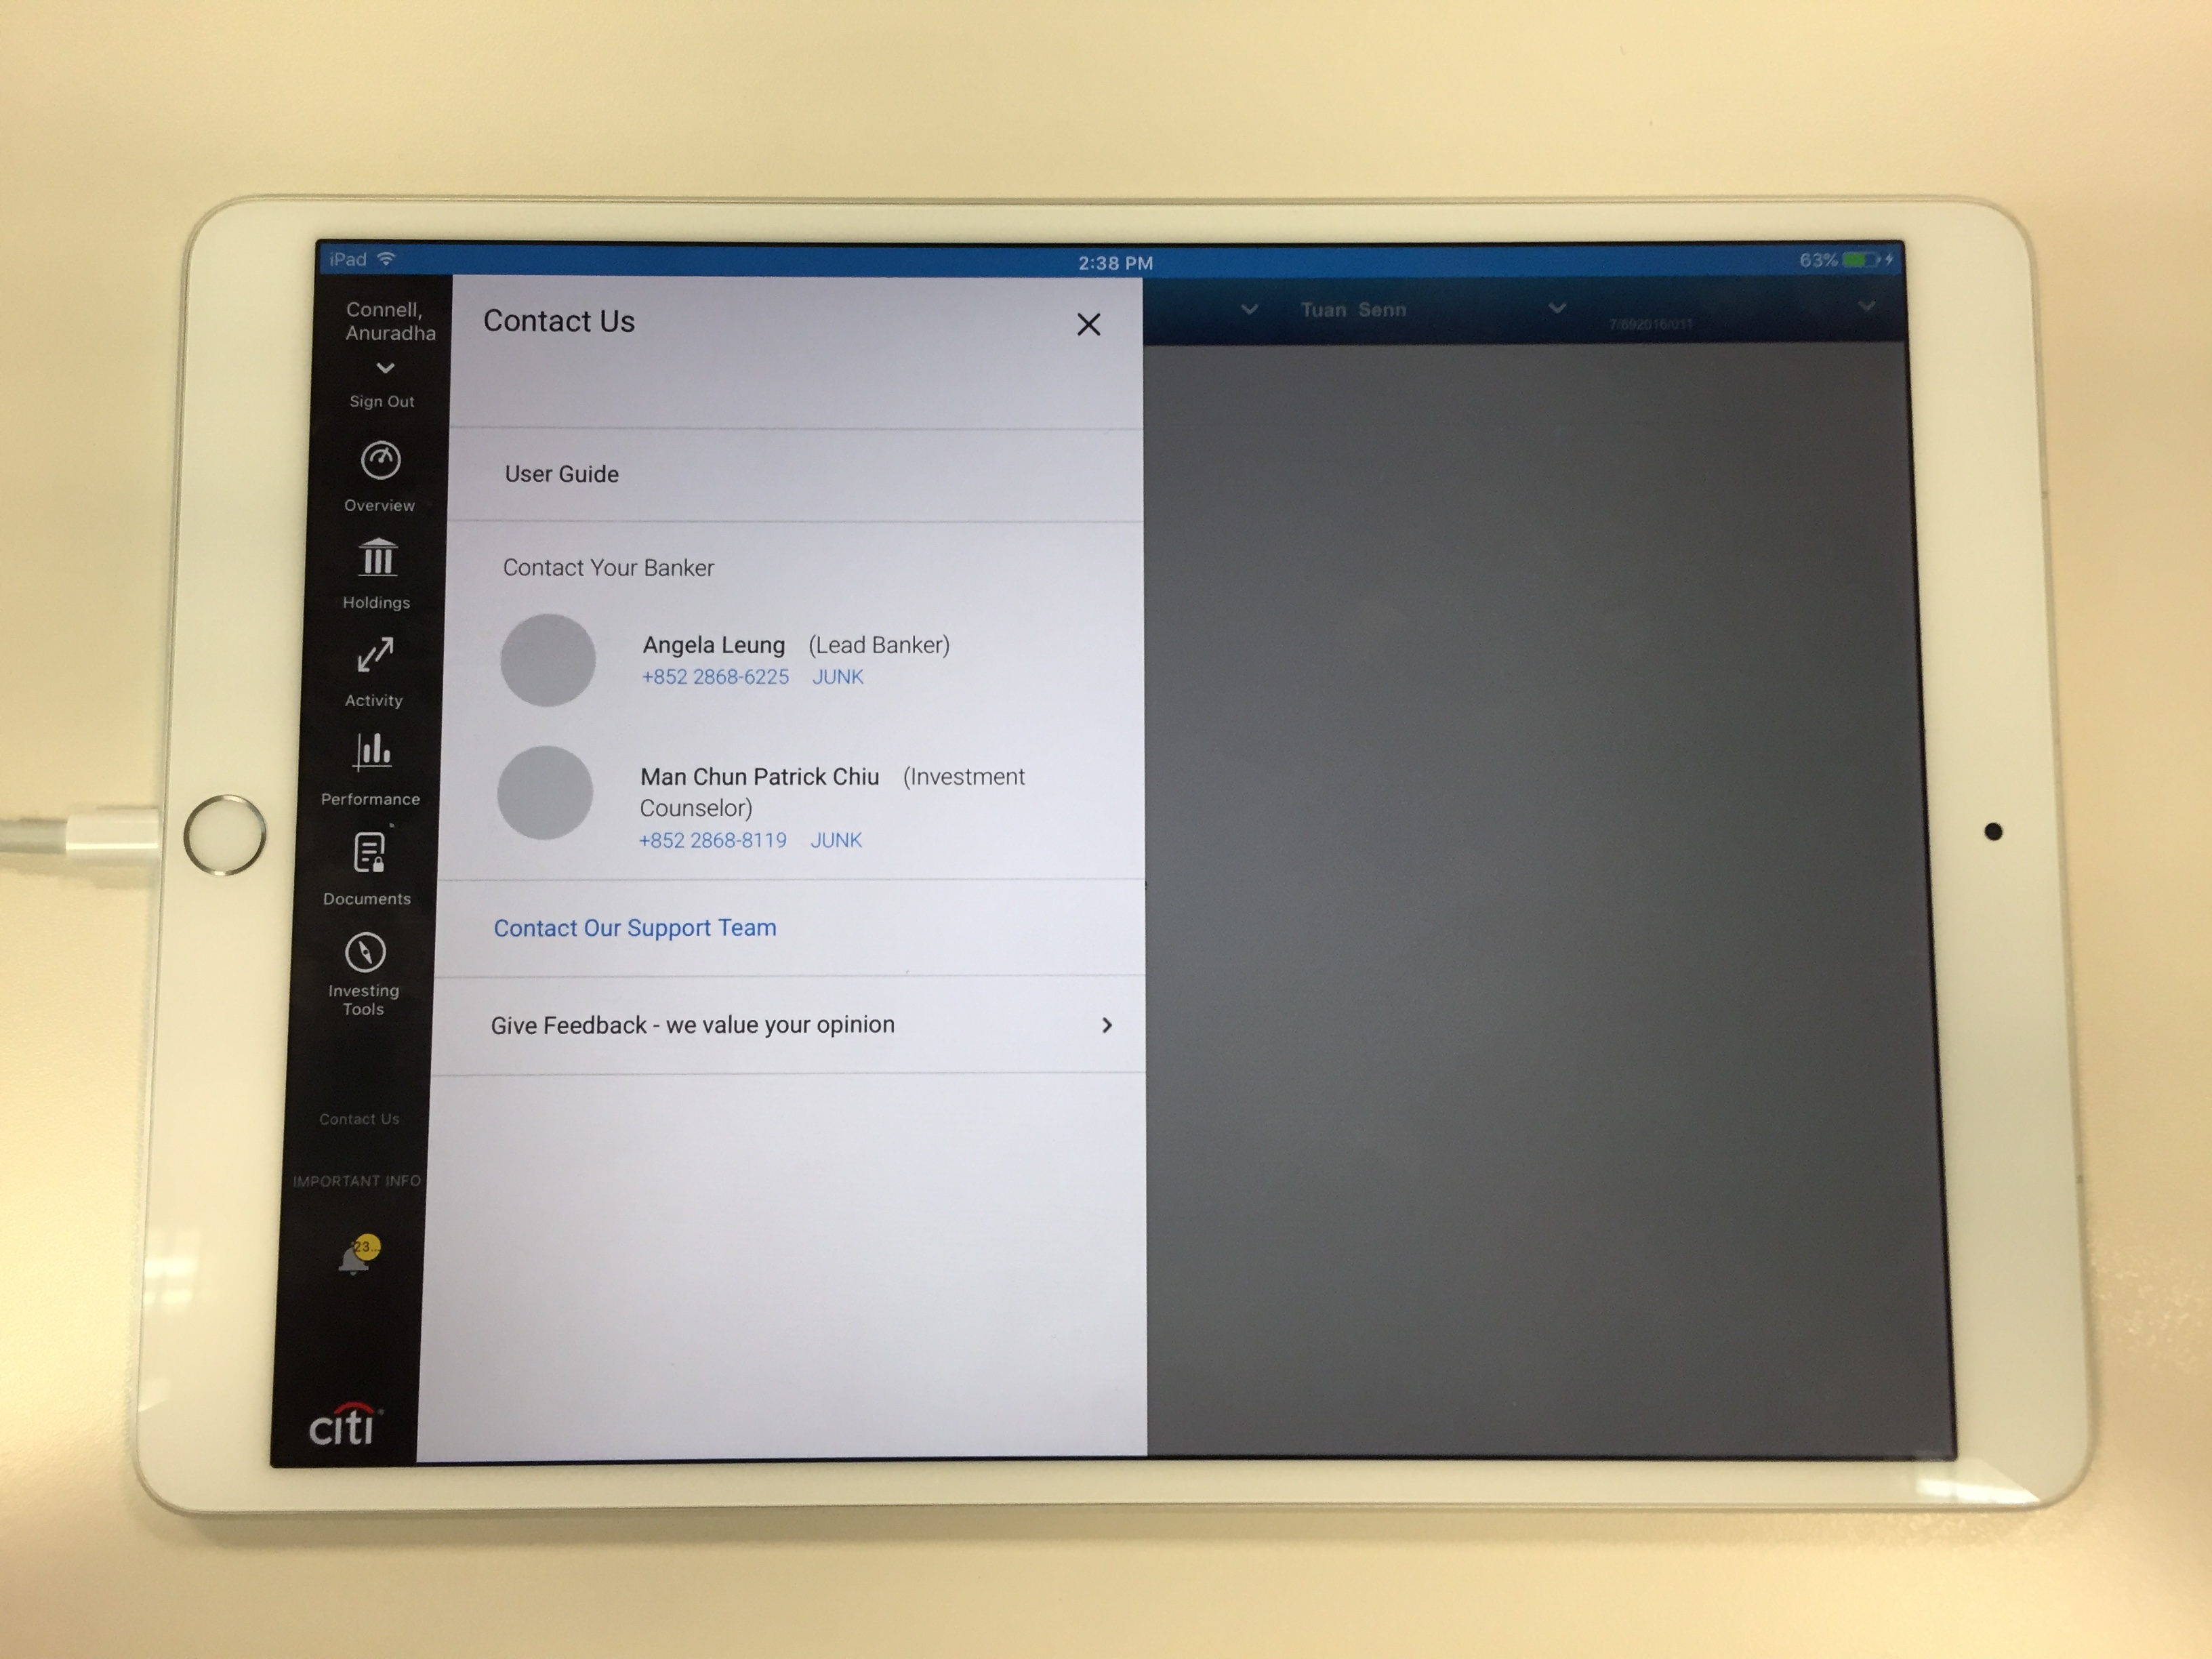 iPad
2:38 PM
63%
Connell,
Anuradha
Sign Out
Overview
Holdings
Activity
Performance
Documents
Investing
Tools
Contact Us
IMPORTANT INFO
23...
citi
Contact Us
User Guide
Contact Your Banker
Angela Leung (Lead Banker)
+852 2868-6225 JUNK
Man Chun Patrick Chiu (Investment
Counselor)
+852 2868-8119 JUNK
Contact Our Support Team
Give Feedback - we value your opinion
Tuan Senn